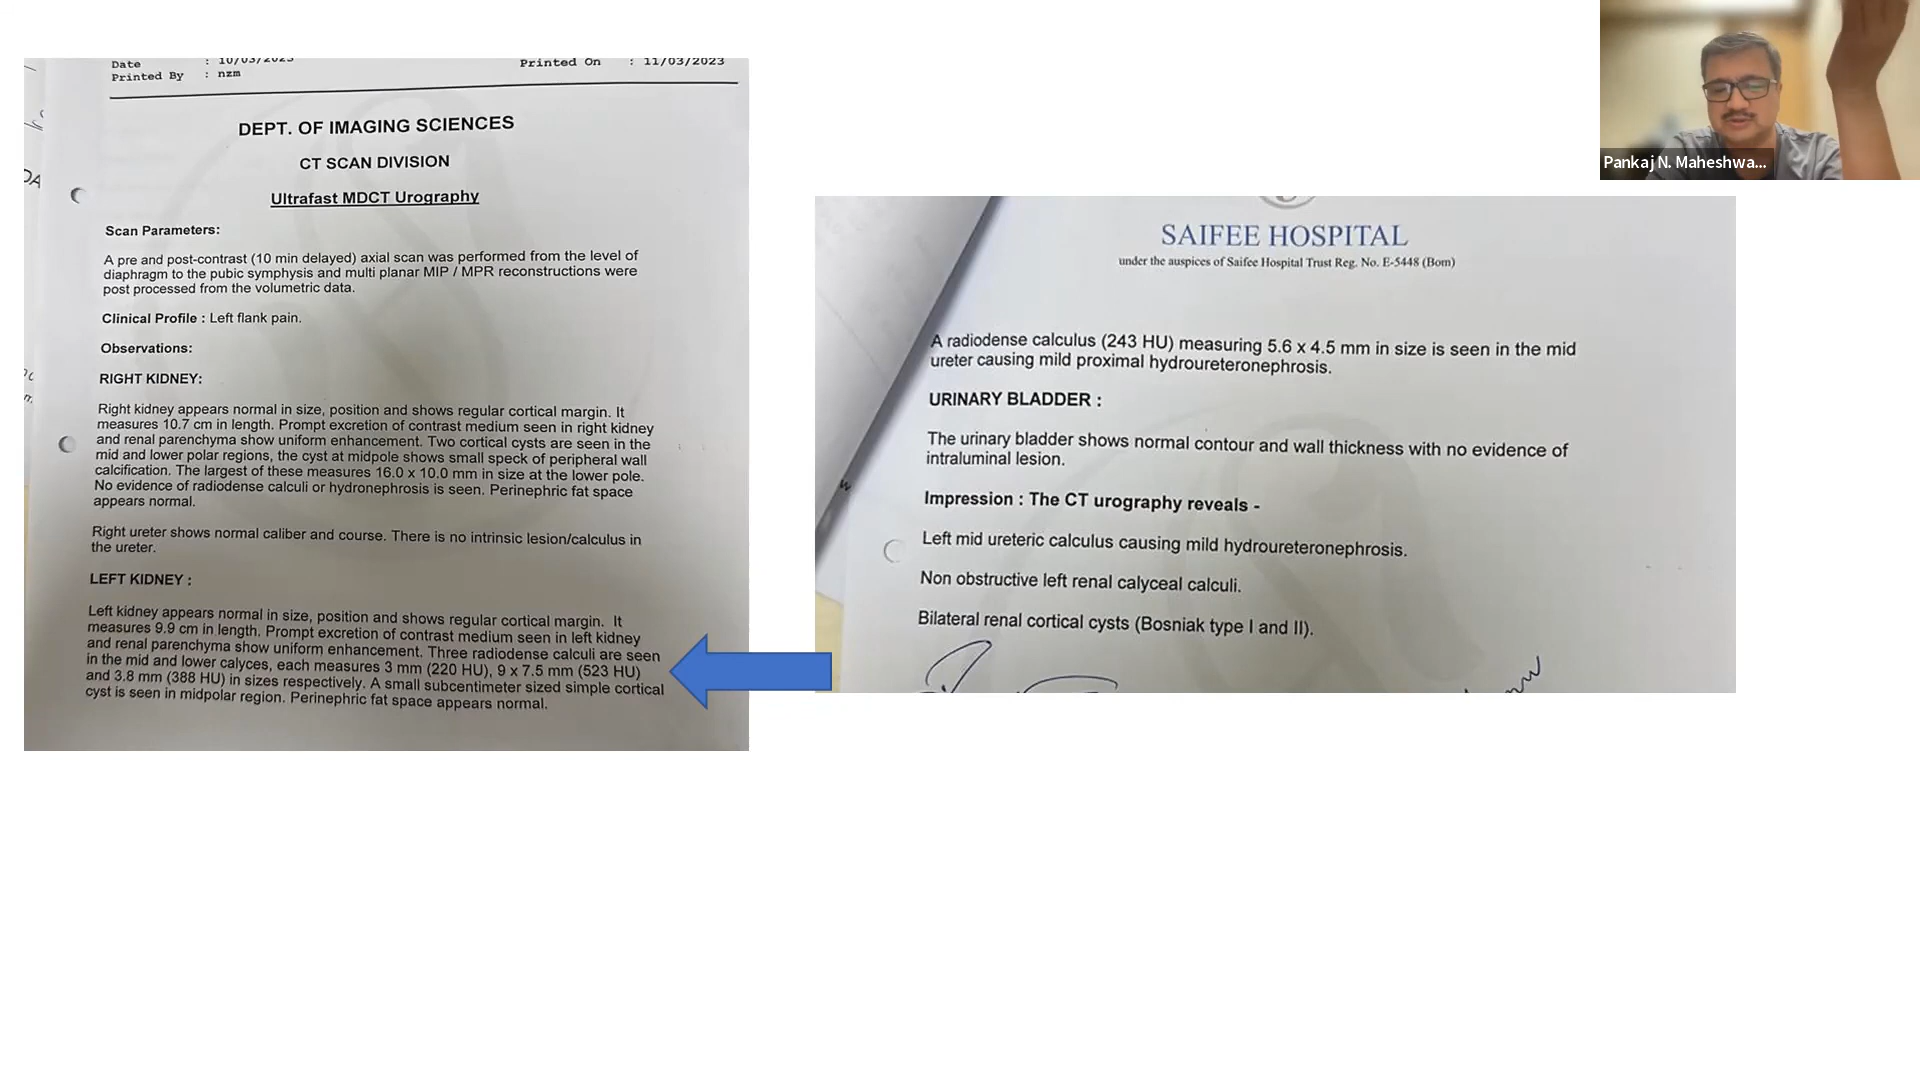 Date : 10/03/2023
Printed By : nzm
Printed On : 11/03/2023
DEPT. OF IMAGING SCIENCES
CT SCAN DIVISION
Ultrafast MDCT Urography
Scan Parameters:
A pre and post-contrast (10 min delayed) axial scan was performed from the level of
diaphragm to the pubic symphysis and multi planar MIP / MPR reconstructions were
post processed from the volumetric data.
Clinical Profile : Left flank pain.
Observations:
RIGHT KIDNEY:
Right kidney appears normal in size, position and shows regular cortical margin. It
measures 10.7 cm in length. Prompt excretion of contrast medium seen in right kidney
and renal parenchyma show uniform enhancement. Two cortical cysts are seen in the
mid and lower polar regions, the cyst at midpole shows small speck of peripheral wall
calcification. The largest of these measures 16.0 x 10.0 mm in size at the lower pole.
No evidence of radiodense calculi or hydronephrosis is seen. Perinephric fat space
appears normal.
Right ureter shows normal caliber and course. There is no intrinsic lesion/calculus in
the ureter.
LEFT KIDNEY :
Left kidney appears normal in size, position and shows regular cortical margin. It
measures 9.9 cm in length. Prompt excretion of contrast medium seen in left kidney
and renal parenchyma show uniform enhancement. Three radiodense calculi are seen
in the mid and lower calyces, each measures 3 mm (220 HU), 9 x 7.5 mm (523 HU)
and 3.8 mm (388 HU) in sizes respectively. A small subcentimeter sized simple cortical
cyst is seen in midpolar region. Perinephric fat space appears normal.
SAIFEE HOSPITAL
under the auspices of Saifee Hospital Trust Reg. No. E-5448 (Bom)
A radiodense calculus (243 HU) measuring 5.6 x 4.5 mm in size is seen in the mid
ureter causing mild proximal hydroureteronephrosis.
URINARY BLADDER :
The urinary bladder shows normal contour and wall thickness with no evidence of
intraluminal lesion.
Impression : The CT urography reveals -
Left mid ureteric calculus causing mild hydroureteronephrosis.
Non obstructive left renal calyceal calculi.
Bilateral renal cortical cysts (Bosniak type I and II).
Pankaj N. Maheshwa...